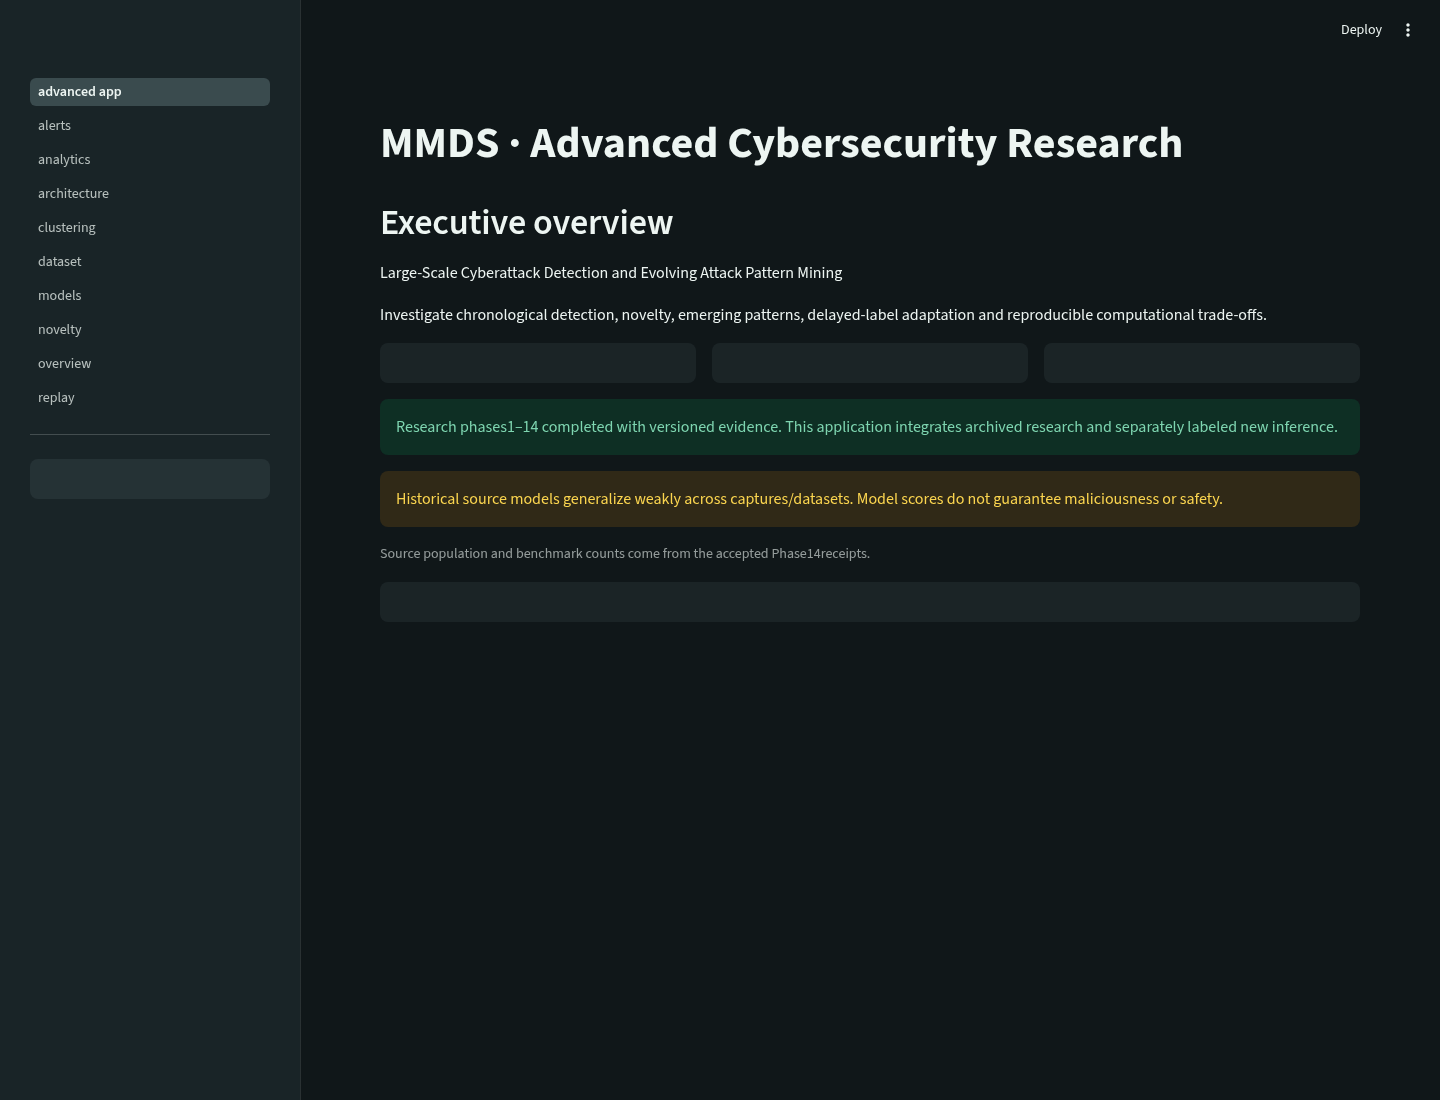 Deploy
advanced app
alerts
analytics
architecture
clustering
dataset
models
novelty
overview
replay
MMDS · Advanced Cybersecurity Research
Executive overview
Large-Scale Cyberattack Detection and Evolving Attack Pattern Mining
Investigate chronological detection, novelty, emerging patterns, delayed-label adaptation and reproducible computational trade-offs.
Research phases1–14 completed with versioned evidence. This application integrates archived research and separately labeled new inference.
Historical source models generalize weakly across captures/datasets. Model scores do not guarantee maliciousness or safety.
Source population and benchmark counts come from the accepted Phase14receipts.